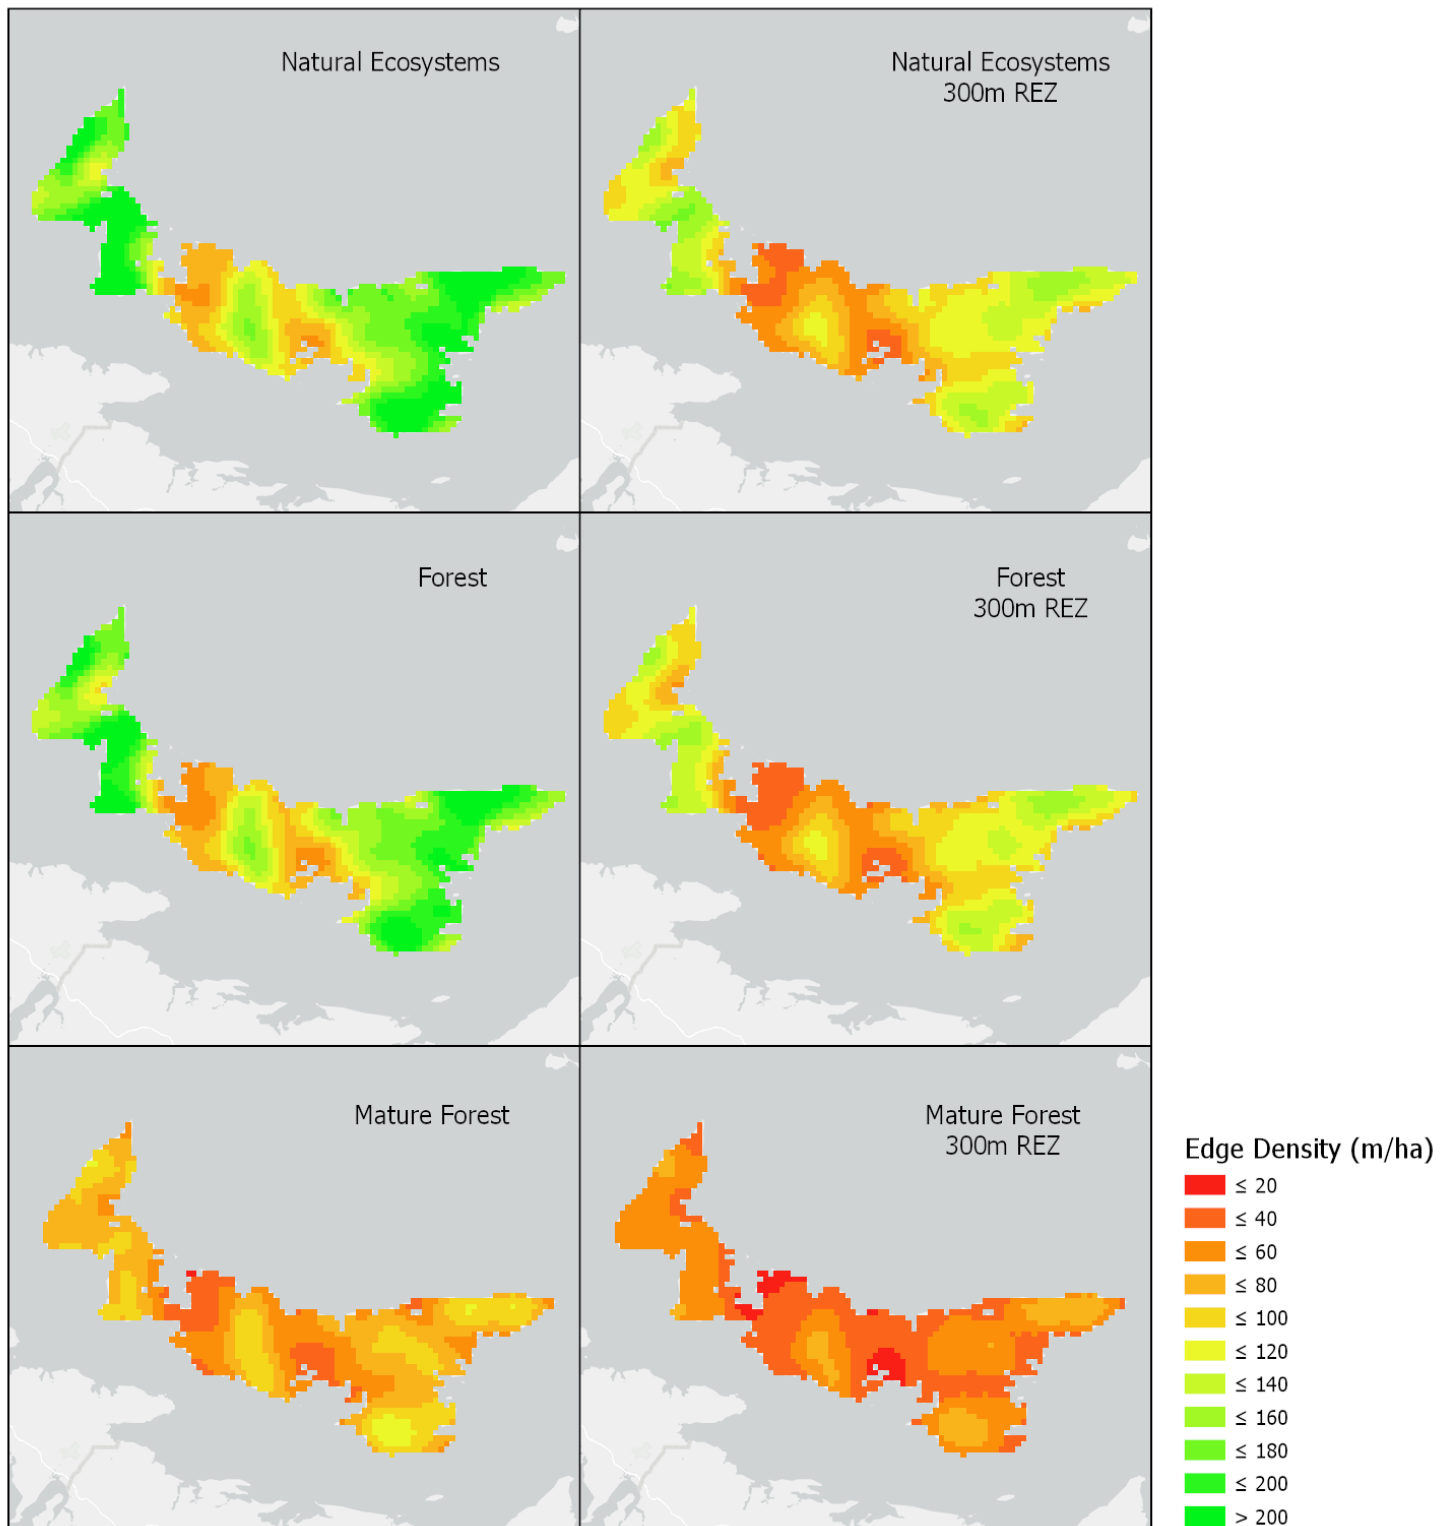 Natural Ecosystems
Natural Ecosystems
300m REZ
Forest
Forest
300m REZ
Mature Forest
Mature Forest
300m REZ
Edge Density (m/ha)
≤ 20
≤ 40
≤ 60
≤ 80
≤ 100
≤ 120
≤ 140
≤ 160
≤ 180
≤ 200
> 200